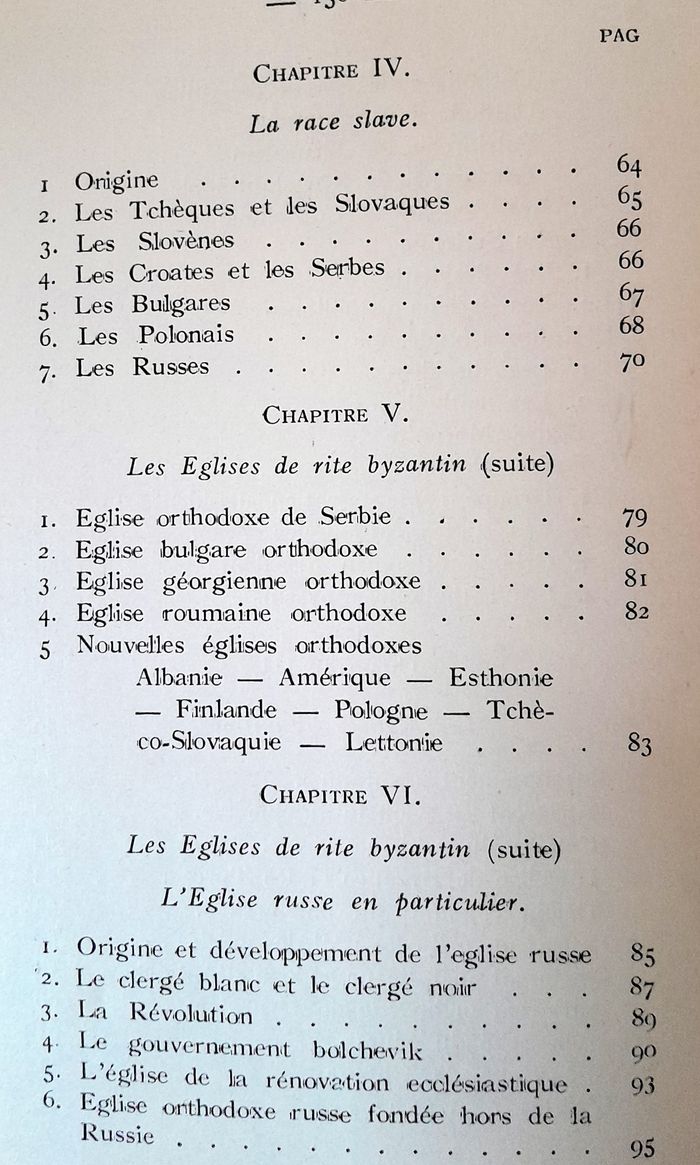 PAG
CHAPITRE IV.
La race slave.
1 Origine . . . . . . . . . . . . 64
2. Les Tchèques et les Slovaques . . . . 65
3. Les Slovènes . . . . . . . . . . 66
4. Les Croates et les Serbes . . . . . . 66
5. Les Bulgares . . . . . . . . . . 67
6. Les Polonais . . . . . . . . . . 68
7. Les Russes . . . . . . . . . . . 70
CHAPITRE V.
Les Eglises de rite byzantin (suite)
1. Eglise orthodoxe de Serbie . . . . . . 79
2. Eglise bulgare orthodoxe . . . . . . 80
3. Eglise géorgienne orthodoxe . . . . . 81
4. Eglise roumaine orthodoxe . . . . . 82
5 Nouvelles églises orthodoxes
Albanie — Amérique — Esthonie
— Finlande — Pologne — Tchè-
co-Slovaquie — Lettonie . . . . 83
CHAPITRE VI.
Les Eglises de rite byzantin (suite)
L'Eglise russe en particulier.
1. Origine et développement de l'eglise russe 85
2. Le clergé blanc et le clergé noir . . . 87
3. La Révolution . . . . . . . . . . 89
4. Le gouvernement bolchevik . . . . . 90
5. L'église de la rénovation ecclésiastique . 93
6. Eglise orthodoxe russe fondée hors de la
Russie . . . . . . . . . . . . . 95